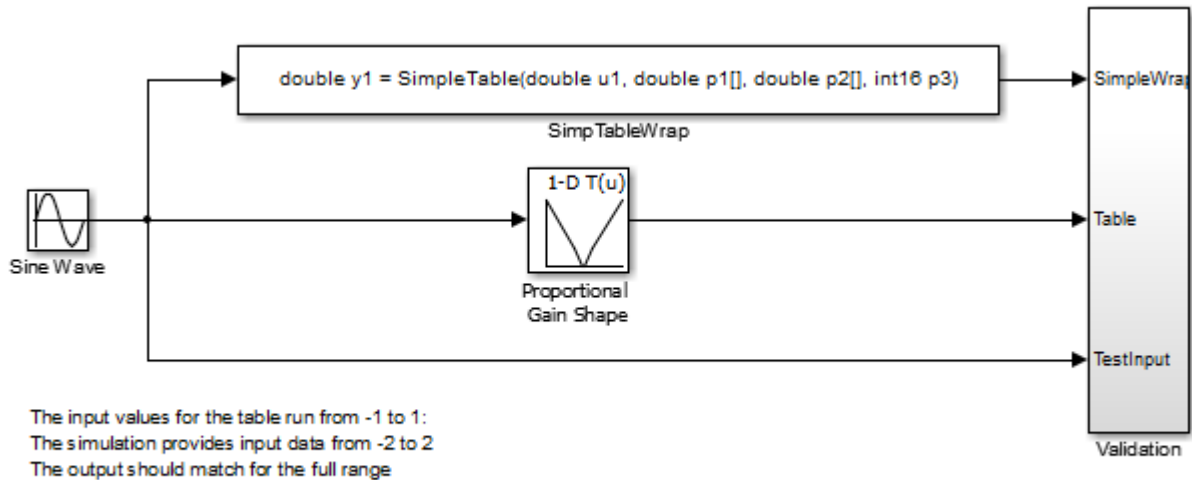 double y1 = SimpleTable(double u1, double p1[], double p2[], int16 p3)
SimpTableWrap
SimpleWrap
1-D T(u)
Sine Wave
Proportional
Gain Shape
Table
TestInput
Validation
The input values for the table run from -1 to 1:
The simulation provides input data from -2 to 2
The output should match for the full range